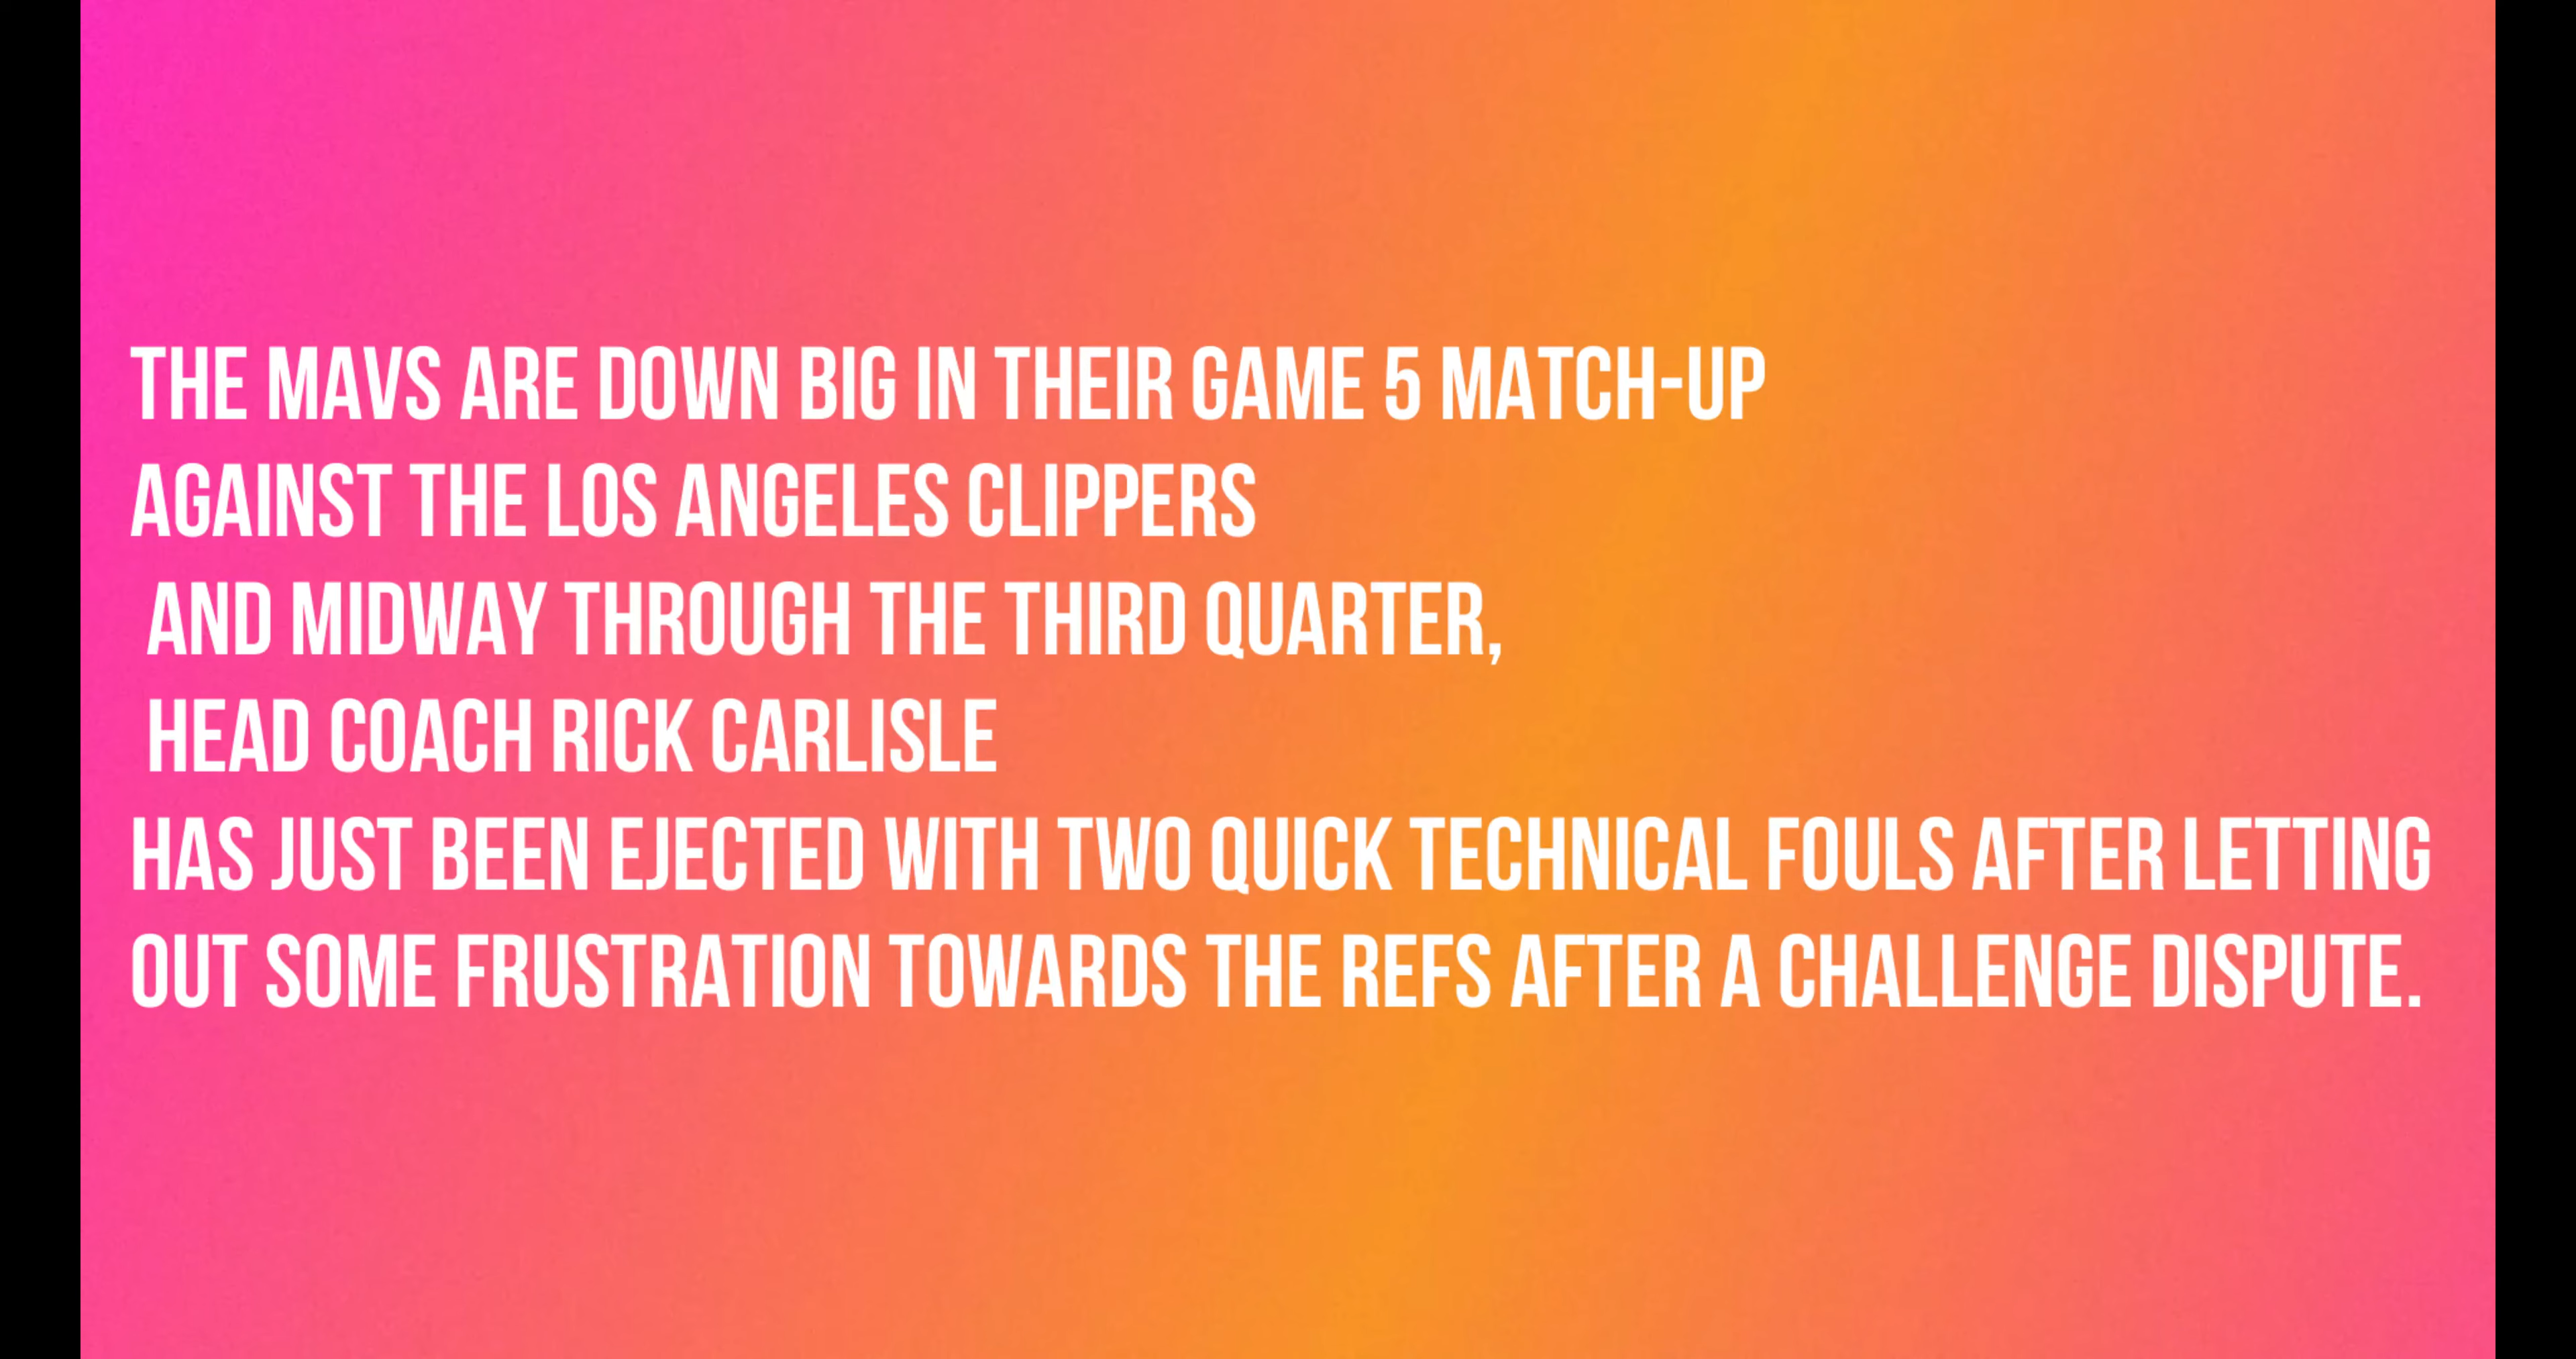 THE MAVS ARE DOWN BIG IN THEIR GAME 5 MATCH-UP
AGAINST THE LOS ANGELES CLIPPERS
AND MIDWAY THROUGH THE THIRD QUARTER,
HEAD COACH RICK CARLISLE
HAS JUST BEEN EJECTED WITH TWO QUICK TECHNICAL FOULS AFTER LETTING
OUT SOME FRUSTRATION TOWARDS THE REFS AFTER A CHALLENGE DISPUTE.